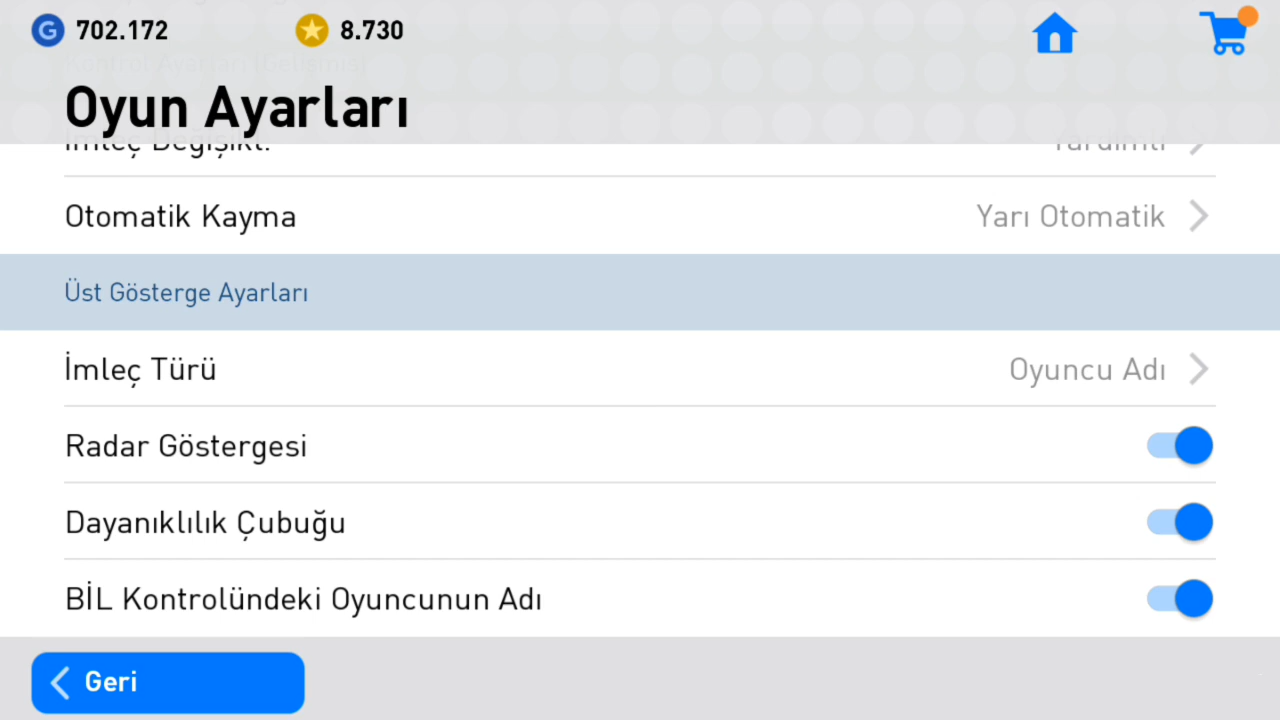 G 702.172 8.730
Kontrol Ayarları (Gelişmiş)
Oyun Ayarları
İmleç Değişikl. Yardımlı
Otomatik Kayma Yarı Otomatik
Üst Gösterge Ayarları
İmleç Türü Oyuncu Adı
Radar Göstergesi
Dayanıklılık Çubuğu
BİL Kontrolündeki Oyuncunun Adı
Geri